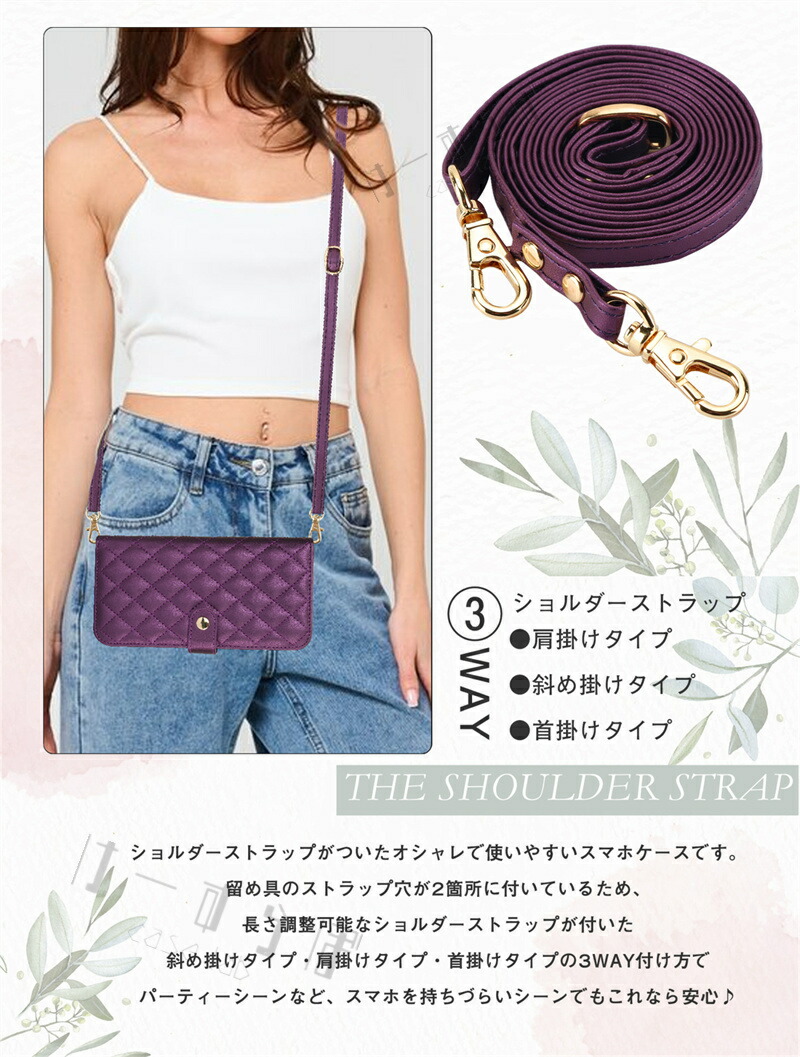 3
WAY
ショルダーストラップ
●肩掛けタイプ
●斜め掛けタイプ
●首掛けタイプ
THE SHOULDER STRAP
ショルダーストラップがついたオシャレで使いやすいスマホケースです。
留め具のストラップ穴が2箇所に付いているため、
長さ調整可能なショルダーストラップが付いた
斜め掛けタイプ・肩掛けタイプ・首掛けタイプの3WAY付け方で
パーティーシーンなど、スマホを持ちづらいシーンでもこれなら安心♪